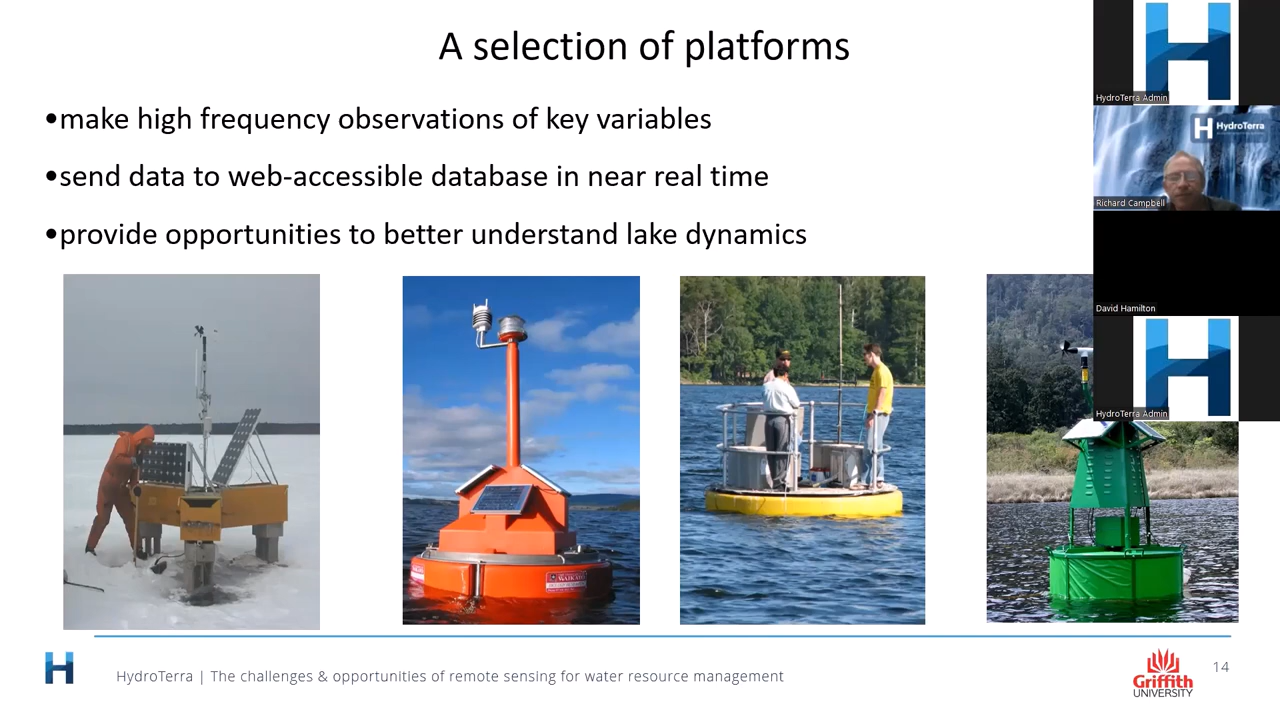 A selection of platforms
•make high frequency observations of key variables
•send data to web-accessible database in near real time
•provide opportunities to better understand lake dynamics
HydroTerra Admin
HydroTerra
Richard Campbell
David Hamilton
HydroTerra Admin
WAIKATO
HydroTerra | The challenges & opportunities of remote sensing for water resource management
Griffith
UNIVERSITY
14